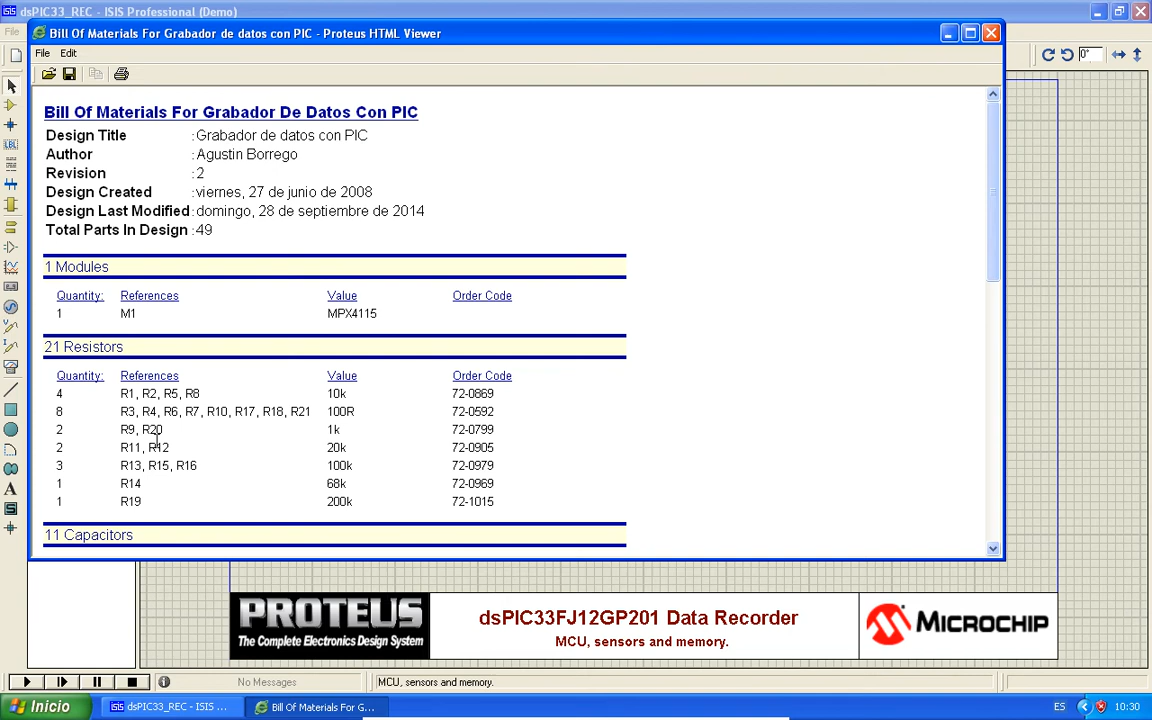 dsPIC33_REC - ISIS Professional (Demo)
File
Bill Of Materials For Grabador de datos con PIC - Proteus HTML Viewer
File Edit
0°
Bill Of Materials For Grabador De Datos Con PIC
Design Title :Grabador de datos con PIC
Author :Agustin Borrego
Revision :2
Design Created :viernes, 27 de junio de 2008
Design Last Modified :domingo, 28 de septiembre de 2014
Total Parts In Design :49
1 Modules
Quantity: References Value Order Code
1 M1 MPX4115
21 Resistors
Quantity: References Value Order Code
4 R1, R2, R5, R8 10k 72-0869
8 R3, R4, R6, R7, R10, R17, R18, R21 100R 72-0592
2 R9, R20 1k 72-0799
2 R11, R12 20k 72-0905
3 R13, R15, R16 100k 72-0979
1 R14 68k 72-0969
1 R19 200k 72-1015
11 Capacitors
LBL
A
S
PROTEUS
The Complete Electronics Design System
dsPIC33FJ12GP201 Data Recorder
MCU, sensors and memory.
MICROCHIP
No Messages
MCU, sensors and memory.
Inicio
dsPIC33_REC - ISIS ...
Bill Of Materials For G...
ES
10:30